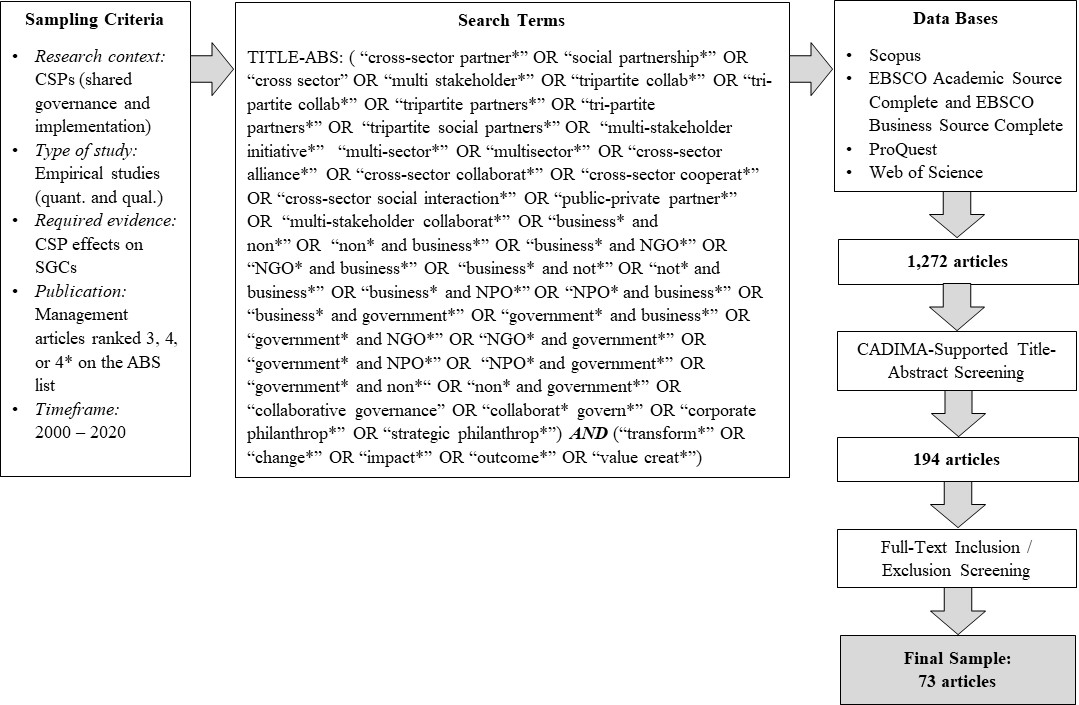 Sampling Criteria
• Research context:
CSPs (shared
governance and
implementation)
• Type of study:
Empirical studies
(quant. and qual.)
• Required evidence:
CSP effects on
SGCs
• Publication:
Management
articles ranked 3, 4,
or 4* on the ABS
list
• Timeframe:
2000 – 2020
Search Terms
TITLE-ABS: ( “cross-sector partner*” OR “social partnership*” OR
“cross sector” OR “multi stakeholder*” OR “tripartite collab*” OR “tri-
partite collab*” OR “tripartite partners*” OR “tri-partite
partners*” OR “tripartite social partners*” OR “multi-stakeholder
initiative*” “multi-sector*” OR “multisector*” OR “cross-sector
alliance*” OR “cross-sector collaborat*” OR “cross-sector cooperat*”
OR “cross-sector social interaction*” OR “public-private partner*”
OR “multi-stakeholder collaborat*” OR “business* and
non*” OR “non* and business*” OR “business* and NGO*” OR
“NGO* and business*” OR “business* and not*” OR “not* and
business*” OR “business* and NPO*” OR “NPO* and business*” OR
“business* and government*” OR “government* and business*” OR
“government* and NGO*” OR “NGO* and government*” OR
“government* and NPO*” OR “NPO* and government*” OR
“government* and non*“ OR “non* and government*” OR
“collaborative governance” OR “collaborat* govern*” OR “corporate
philanthrop*” OR “strategic philanthrop*”) AND (“transform*” OR
“change*” OR “impact*” OR “outcome*” OR “value creat*”)
Data Bases
• Scopus
• EBSCO Academic Source
Complete and EBSCO
Business Source Complete
• ProQuest
• Web of Science
1,272 articles
CADIMA-Supported Title-
Abstract Screening
194 articles
Full-Text Inclusion /
Exclusion Screening
Final Sample:
73 articles